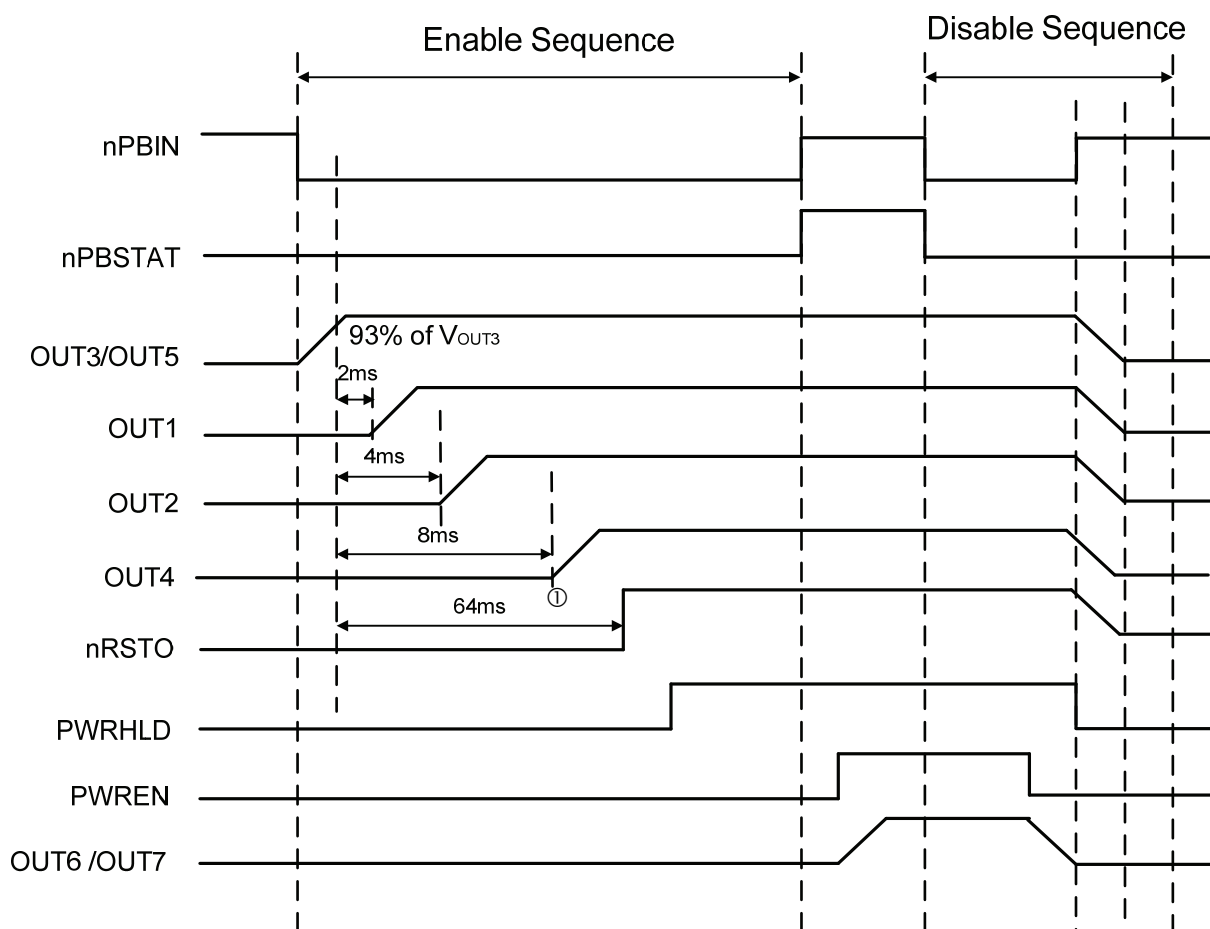 Enable Sequence
Disable Sequence
nPBIN
nPBSTAT
OUT3/OUT5
93% of VOUT3
2ms
OUT1
4ms
OUT2
8ms
OUT4
①
64ms
nRSTO
PWRHLD
PWREN
OUT6 /OUT7